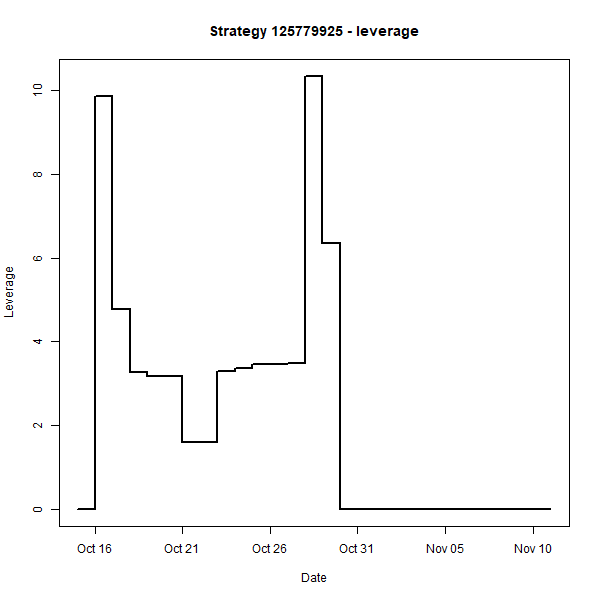 Strategy 125779925 - leverage
Leverage
10
8
6
4
2
0
Oct 16
Oct 21
Oct 26
Oct 31
Nov 05
Nov 10
Date